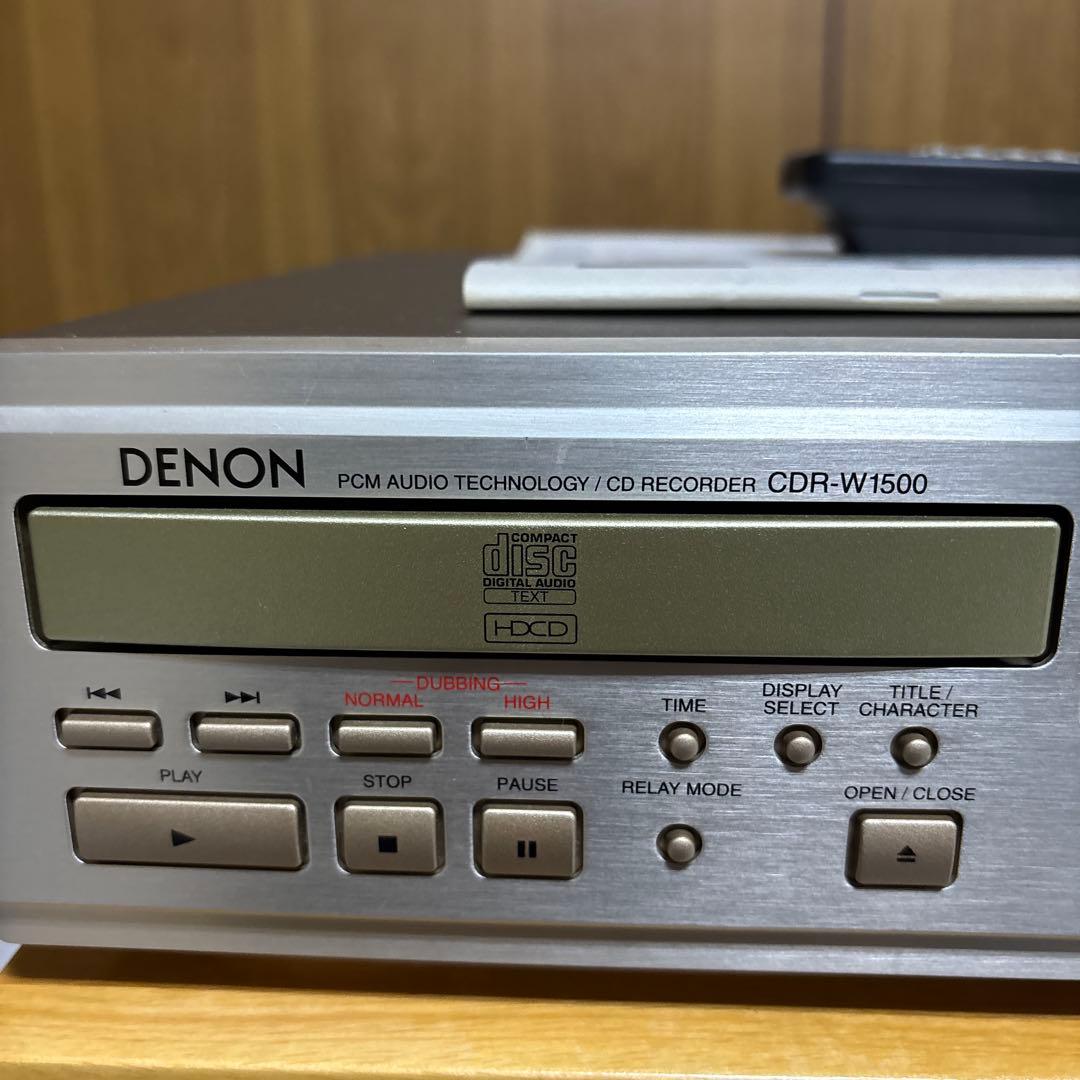 DENON PCM AUDIO TECHNOLOGY / CD RECORDER CDR-W1500
COMPACT
disc
DIGITAL AUDIO
TEXT
HDCD
DUBBING
NORMAL HIGH
TIME
DISPLAY
SELECT
TITLE /
CHARACTER
PLAY
STOP
PAUSE
RELAY MODE
OPEN / CLOSE